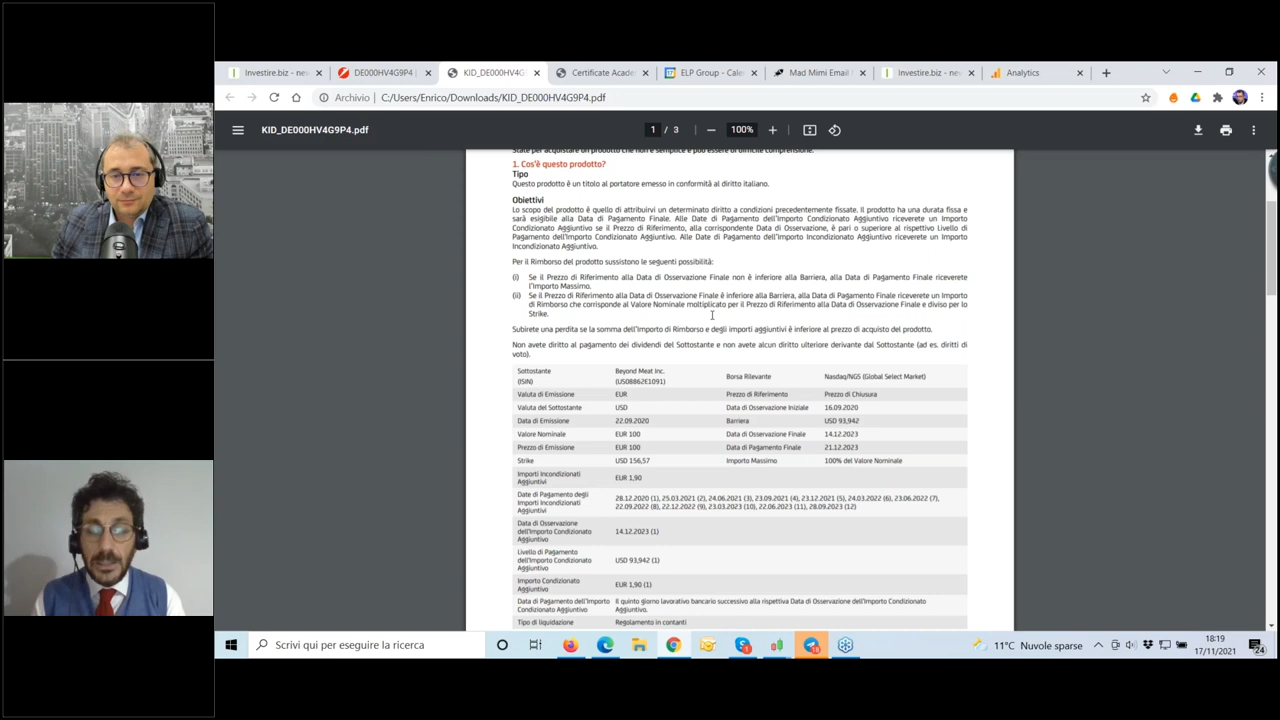 Investire.biz - ne
DE000HV4G9P4 |
KID_DE000HV4G
Certificate Acade
ELP Group - Cale
Mad Mimi Email
Investire.biz - ne
Analytics
Archivio | C:/Users/Enrico/Downloads/KID_DE000HV4G9P4.pdf
KID_DE000HV4G9P4.pdf
1 / 3
100%
State per acquistare un prodotto che non è semplice e può essere di difficile comprensione.
1. Cos'è questo prodotto?
Tipo
Questo prodotto è un titolo al portatore emesso in conformità al diritto italiano.
Obiettivi
Lo scopo del prodotto è quello di attribuirvi un determinato diritto a condizioni precedentemente fissate. Il prodotto ha una durata fissa e
sarà esigibile alla Data di Pagamento Finale. Alle Date di Pagamento dell'Importo Condizionato Aggiuntivo riceverete un Importo
Condizionato Aggiuntivo se il Prezzo di Riferimento, alla corrispondente Data di Osservazione, è pari o superiore al rispettivo Livello di
Pagamento dell'Importo Condizionato Aggiuntivo. Alle Date di Pagamento dell'Importo Incondizionato Aggiuntivo riceverete un Importo
Incondizionato Aggiuntivo.
Per il Rimborso del prodotto sussistono le seguenti possibilità:
(i) Se il Prezzo di Riferimento alla Data di Osservazione Finale non è inferiore alla Barriera, alla Data di Pagamento Finale riceverete
l'Importo Massimo.
(ii) Se il Prezzo di Riferimento alla Data di Osservazione Finale è inferiore alla Barriera, alla Data di Pagamento Finale riceverete un Importo
di Rimborso che corrisponde al Valore Nominale moltiplicato per il Prezzo di Riferimento alla Data di Osservazione Finale e diviso per lo
Strike.
Subirete una perdita se la somma dell'Importo di Rimborso e degli importi aggiuntivi è inferiore al prezzo di acquisto del prodotto.
Non avete diritto al pagamento dei dividendi del Sottostante e non avete alcun diritto ulteriore derivante dal Sottostante (ad es. diritti di
voto).
Sottostante (ISIN) Beyond Meat Inc. (US08862E1091) Borsa Rilevante Nasdaq/NGS (Global Select Market)
Valuta di Emissione EUR Prezzo di Riferimento Prezzo di Chiusura
Valuta del Sottostante USD Data di Osservazione Iniziale 16.09.2020
Data di Emissione 22.09.2020 Barriera USD 93,942
Valore Nominale EUR 100 Data di Osservazione Finale 14.12.2023
Prezzo di Emissione EUR 100 Data di Pagamento Finale 21.12.2023
Strike USD 156,57 Importo Massimo 100% del Valore Nominale
Importi Incondizionati
Aggiuntivi
EUR 1,90
Date di Pagamento degli
Importi Incondizionati
Aggiuntivi
28.12.2020 (1), 25.03.2021 (2), 24.06.2021 (3), 23.09.2021 (4), 23.12.2021 (5), 24.03.2022 (6), 23.06.2022 (7),
22.09.2022 (8), 22.12.2022 (9), 23.03.2023 (10), 22.06.2023 (11), 28.09.2023 (12)
Data di Osservazione
dell'Importo Condizionato
Aggiuntivo
14.12.2023 (1)
Livello di Pagamento
dell'Importo Condizionato
Aggiuntivo
USD 93,942 (1)
Importo Condizionato
Aggiuntivo
EUR 1,90 (1)
Data di Pagamento dell'Importo
Condizionato Aggiuntivo
Il quinto giorno lavorativo bancario successivo alla rispettiva Data di Osservazione dell'Importo Condizionato
Aggiuntivo.
Tipo di liquidazione Regolamento in contanti
Scrivi qui per eseguire la ricerca
11°C Nuvole sparse
18:19
17/11/2021
24